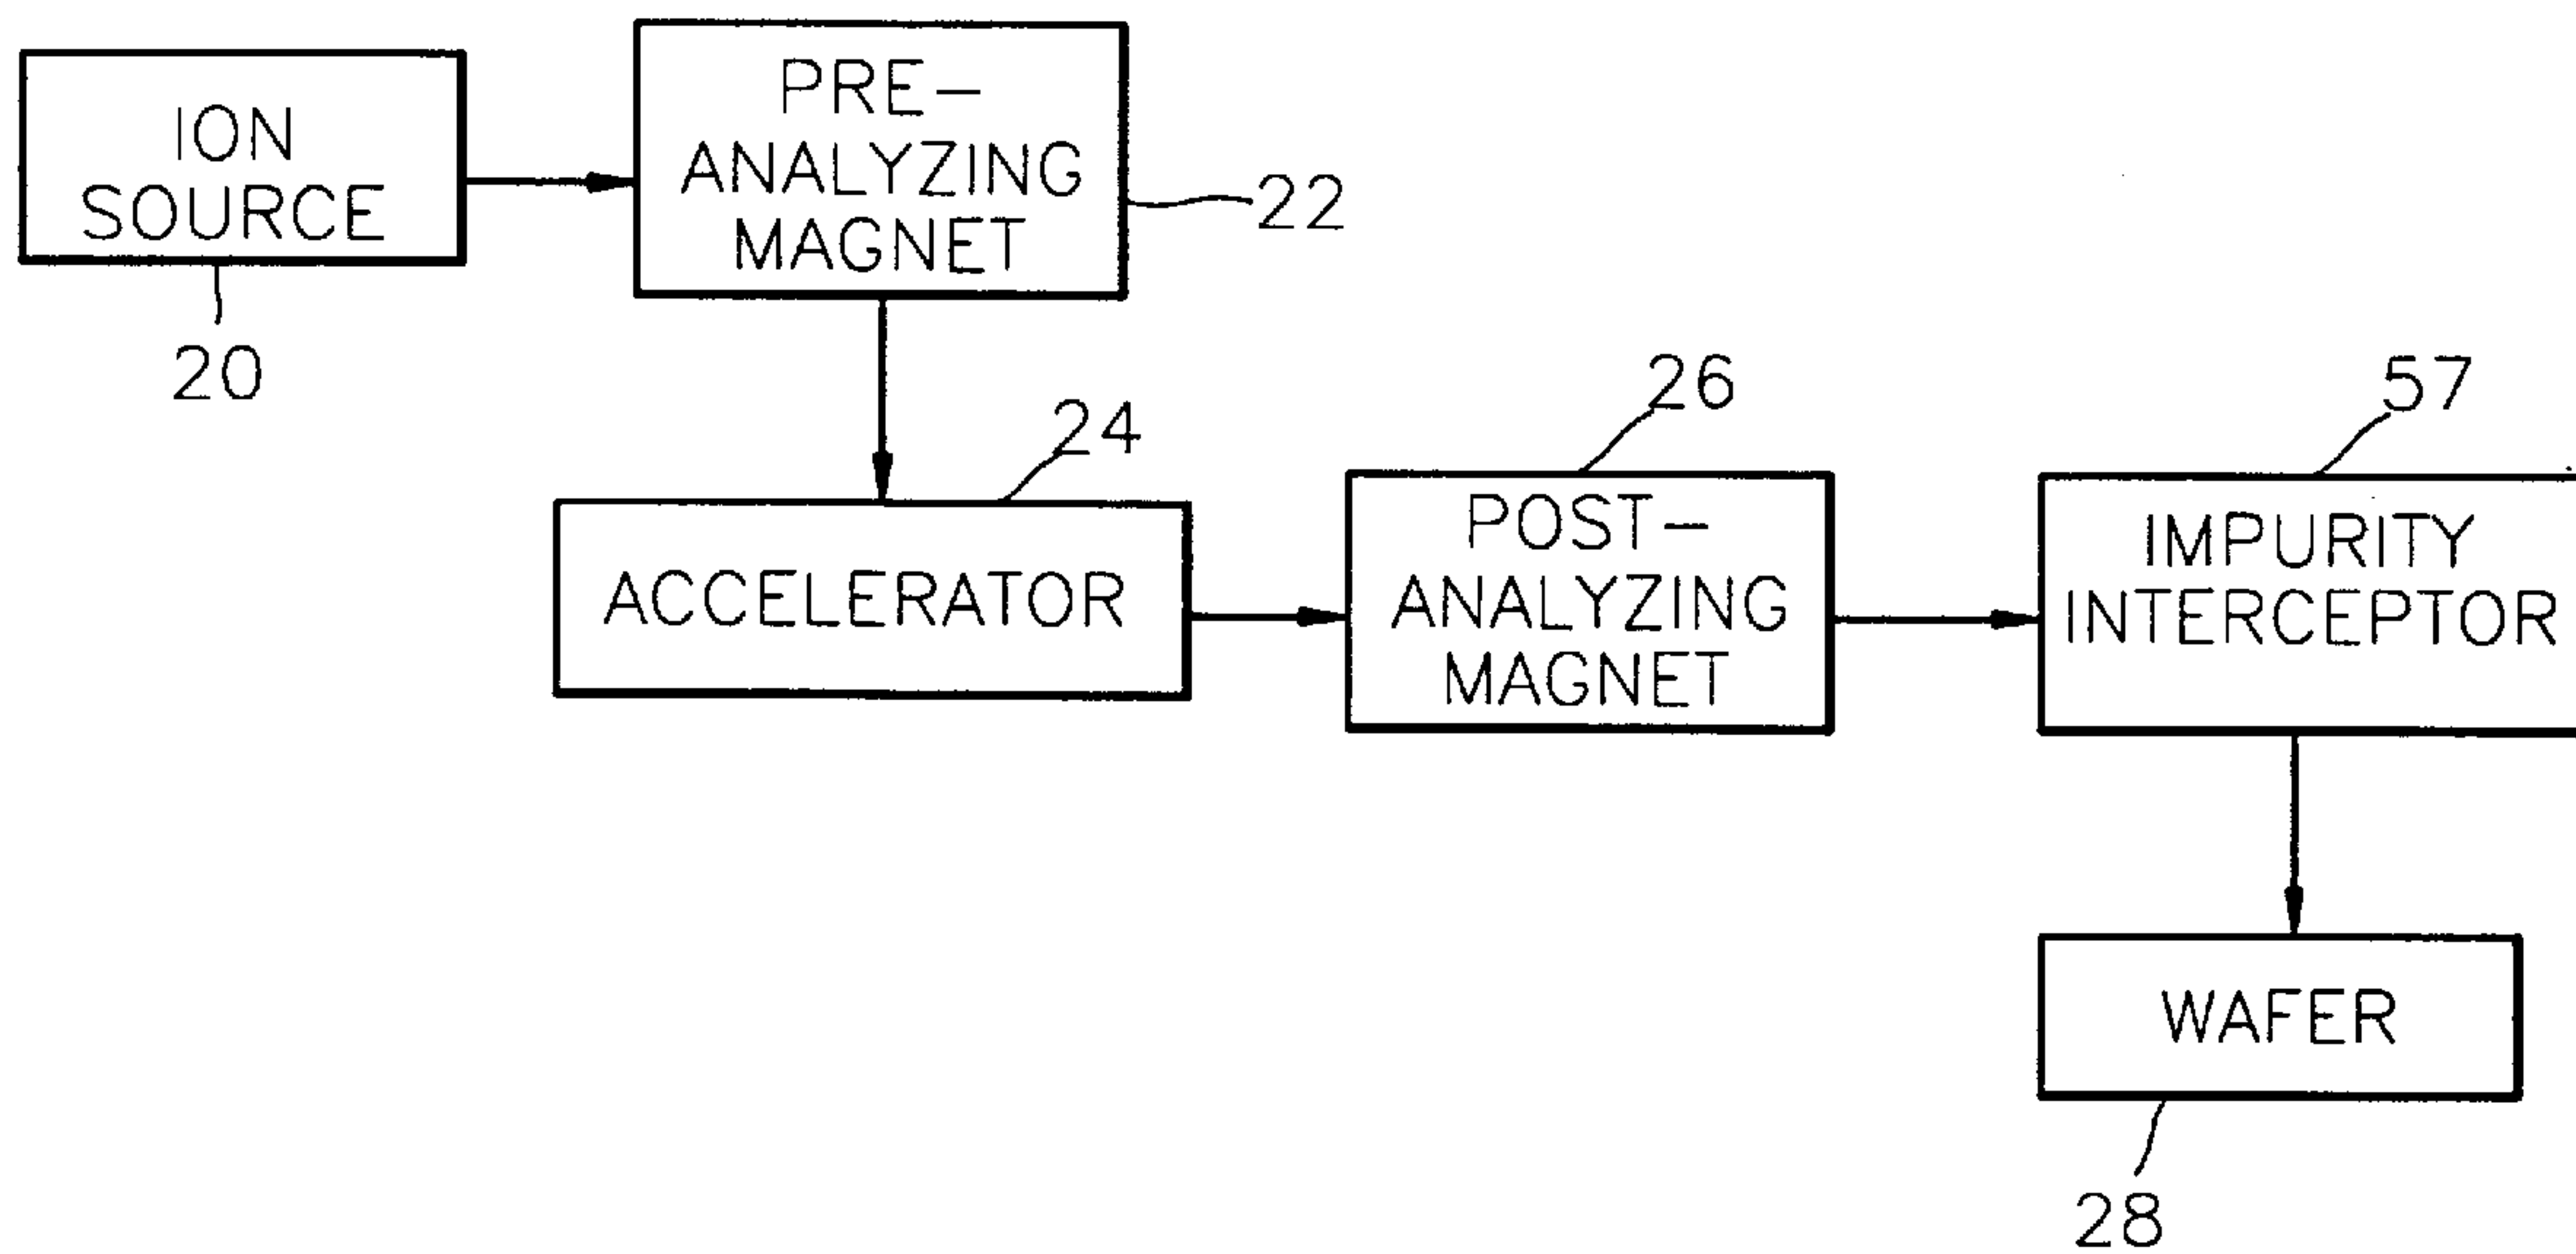 ION
SOURCE
20
PRE-
ANALYZING
MAGNET
22
24
ACCELERATOR
26
POST-
ANALYZING
MAGNET
57
IMPURITY
INTERCEPTOR
WAFER
28